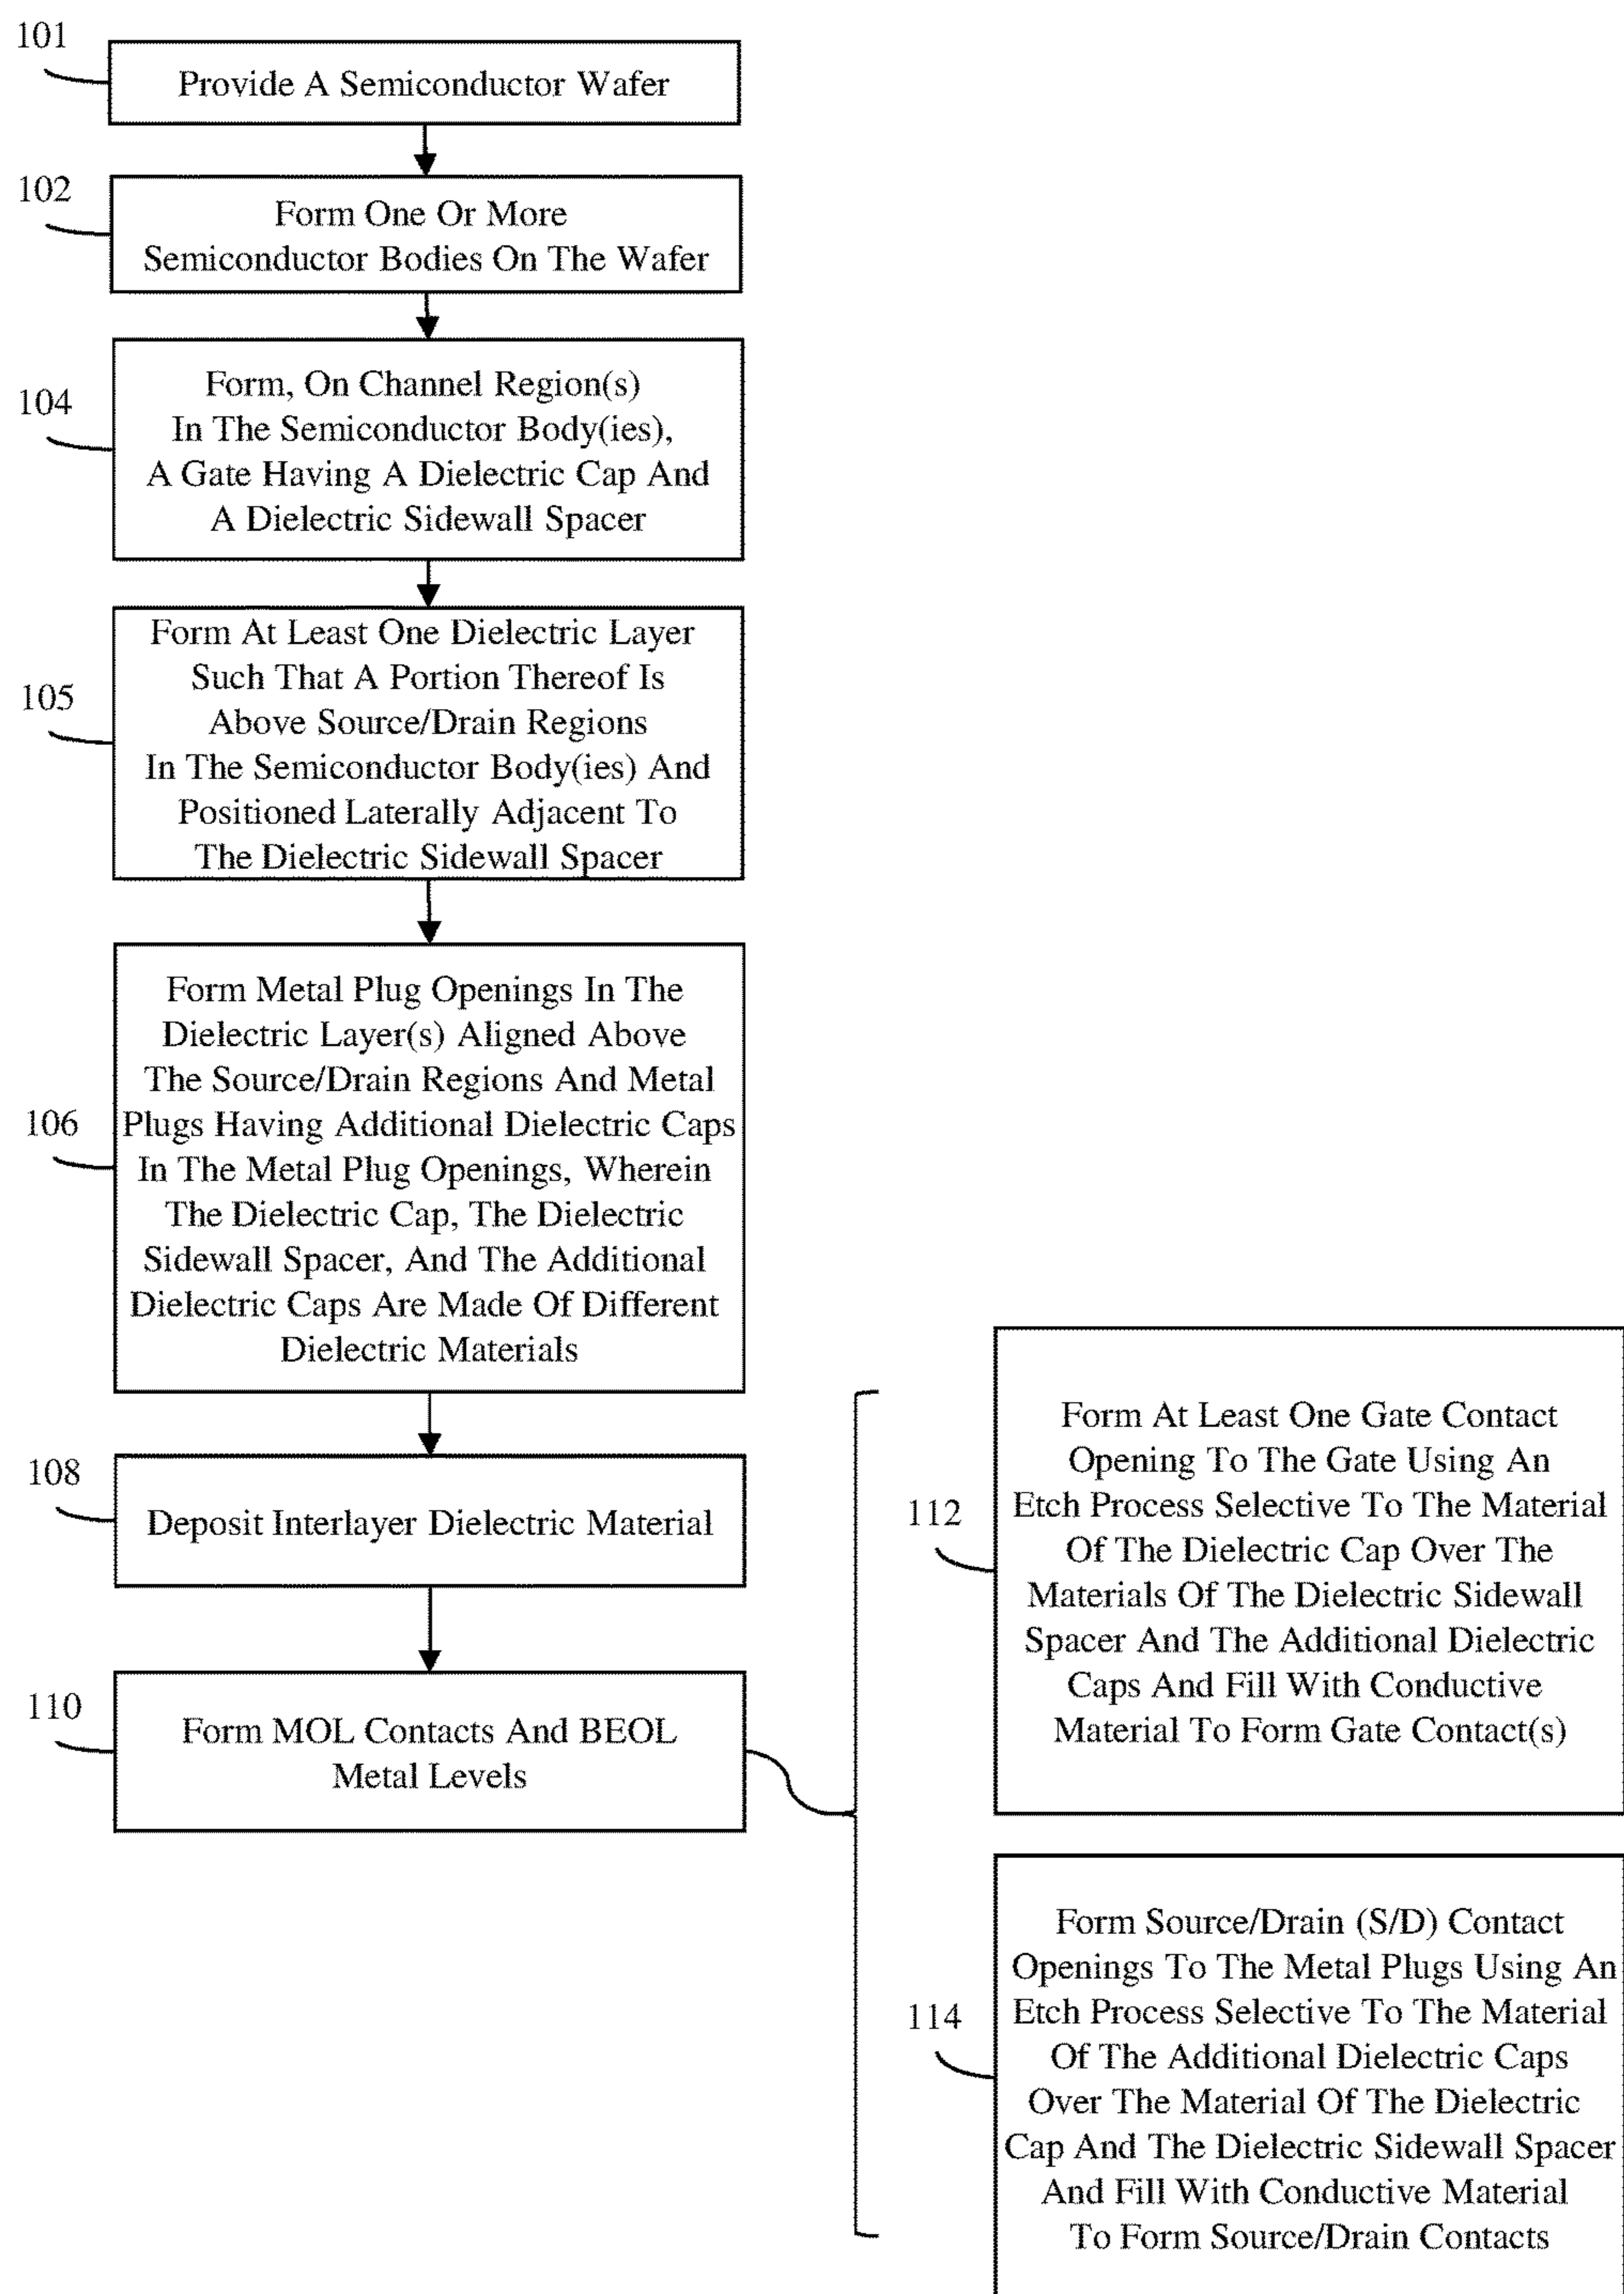 101
Provide A Semiconductor Wafer
102
Form One Or More
Semiconductor Bodies On The Wafer
104
Form, On Channel Region(s)
In The Semiconductor Body(ies),
A Gate Having A Dielectric Cap And
A Dielectric Sidewall Spacer
105
Form At Least One Dielectric Layer
Such That A Portion Thereof Is
Above Source/Drain Regions
In The Semiconductor Body(ies) And
Positioned Laterally Adjacent To
The Dielectric Sidewall Spacer
106
Form Metal Plug Openings In The
Dielectric Layer(s) Aligned Above
The Source/Drain Regions And Metal
Plugs Having Additional Dielectric Caps
In The Metal Plug Openings, Wherein
The Dielectric Cap, The Dielectric
Sidewall Spacer, And The Additional
Dielectric Caps Are Made Of Different
Dielectric Materials
108
Deposit Interlayer Dielectric Material
110
Form MOL Contacts And BEOL
Metal Levels
112
Form At Least One Gate Contact
Opening To The Gate Using An
Etch Process Selective To The Material
Of The Dielectric Cap Over The
Materials Of The Dielectric Sidewall
Spacer And The Additional Dielectric
Caps And Fill With Conductive
Material To Form Gate Contact(s)
114
Form Source/Drain (S/D) Contact
Openings To The Metal Plugs Using An
Etch Process Selective To The Material
Of The Additional Dielectric Caps
Over The Material Of The Dielectric
Cap And The Dielectric Sidewall Spacer
And Fill With Conductive Material
To Form Source/Drain Contacts